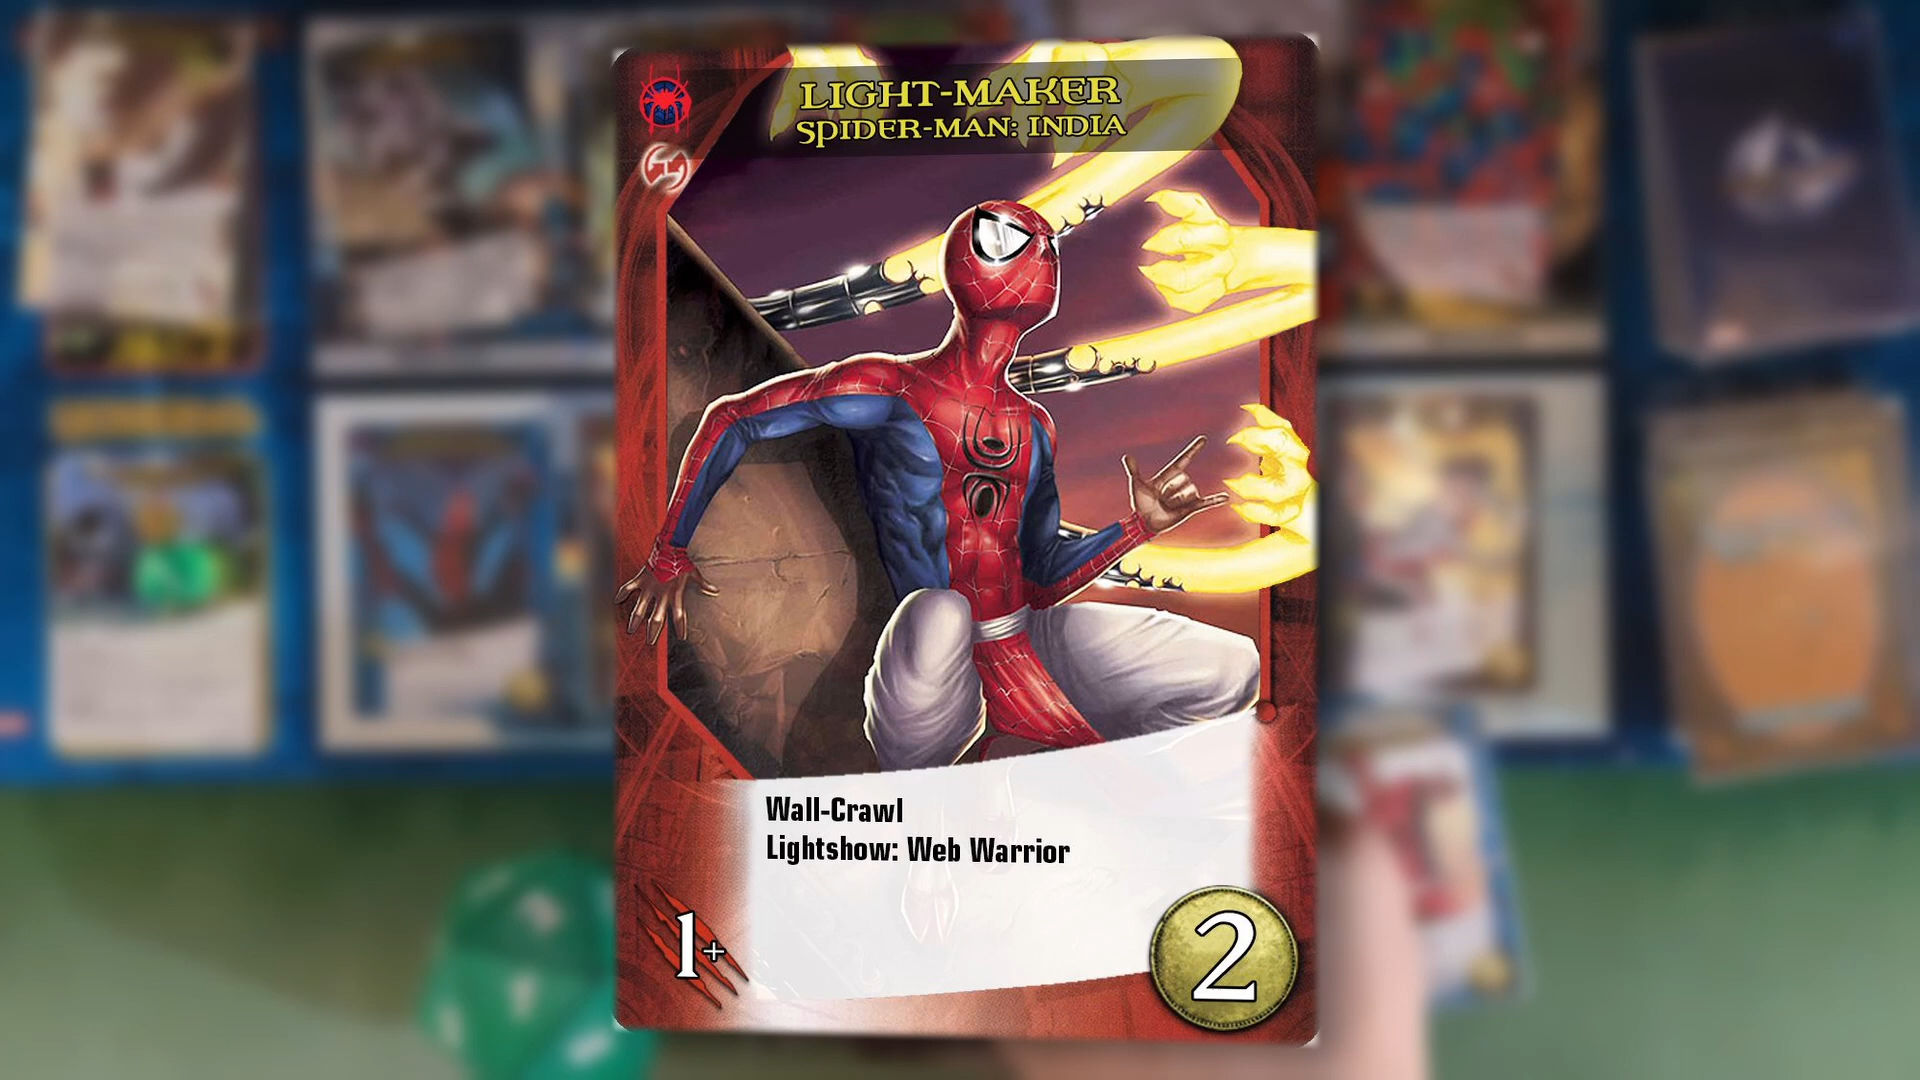 LIGHT-MAKER
SPIDER-MAN: INDIA
Wall-Crawl
Lightshow: Web Warrior
1+
2